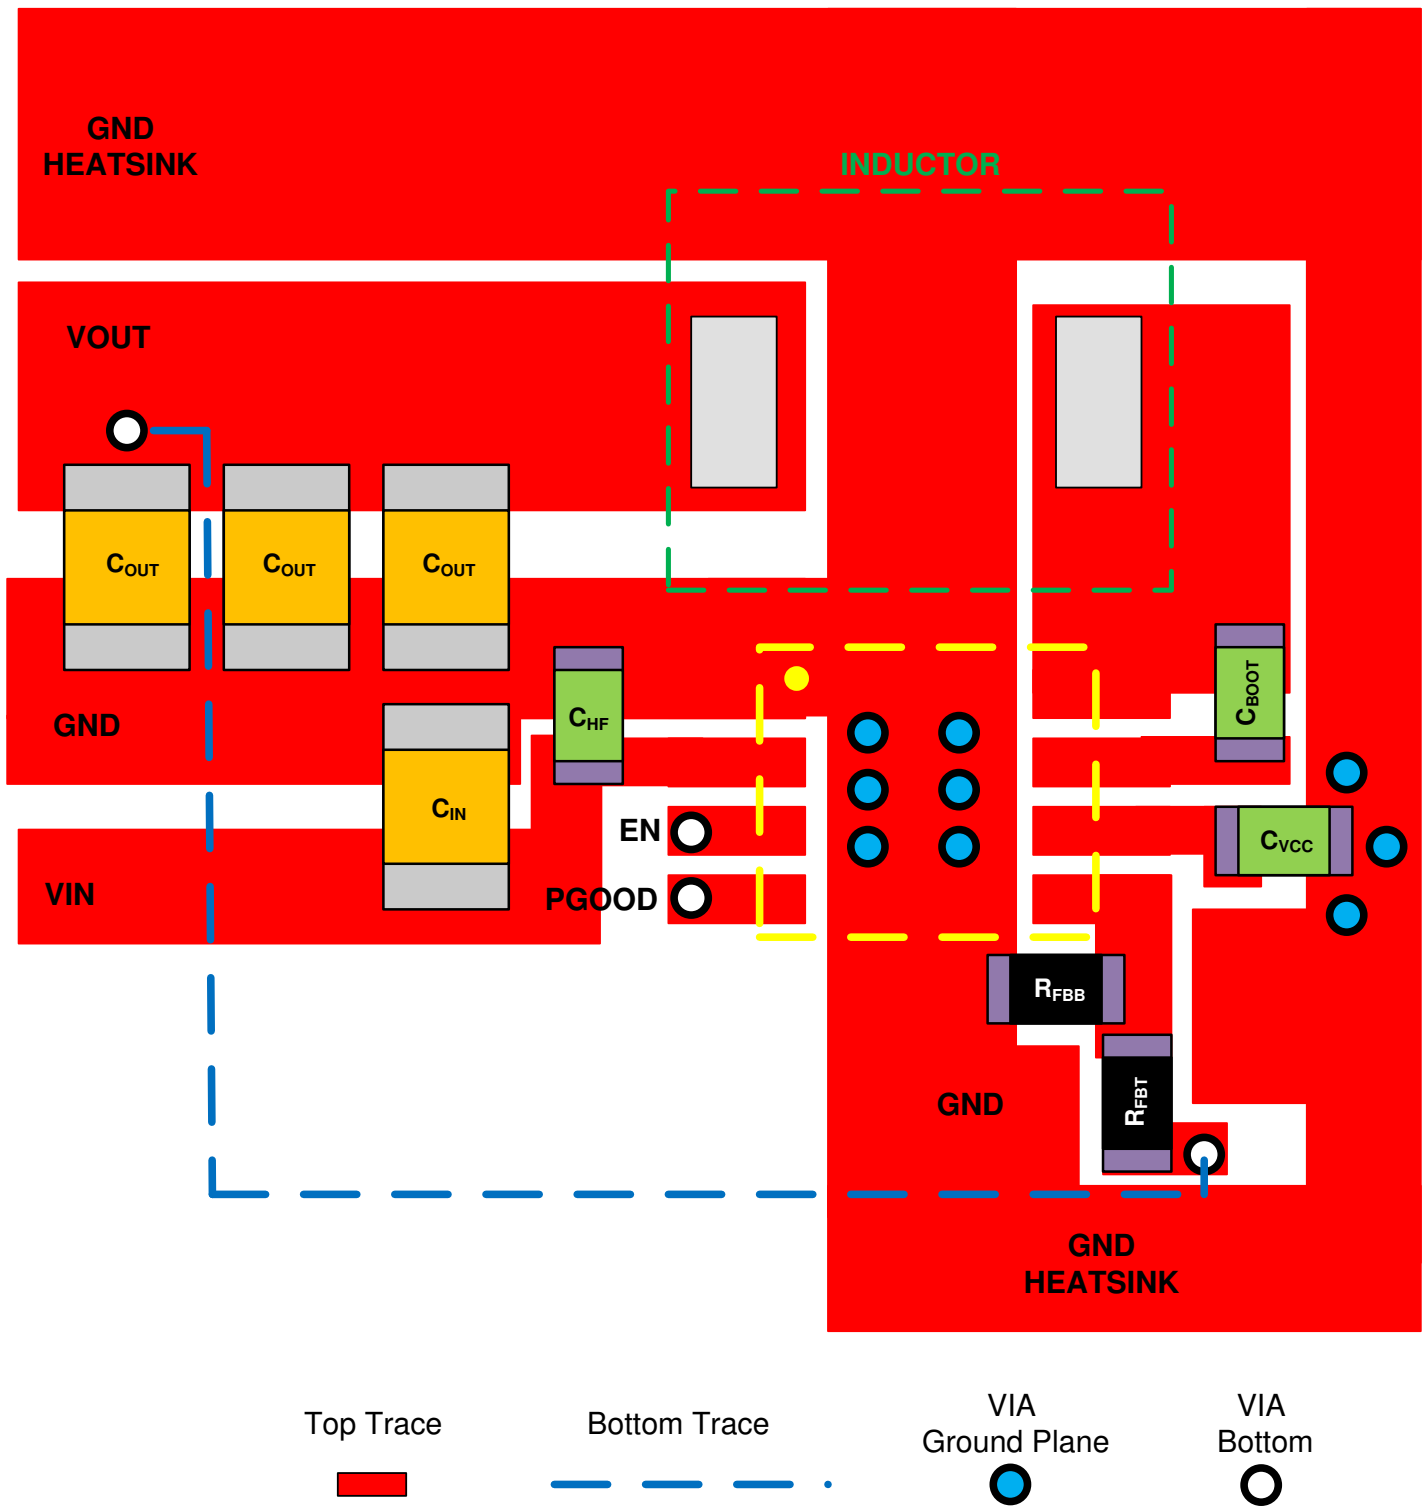 GND
HEATSINK
INDUCTOR
VOUT
COUT
COUT
COUT
GND
CHF
CBOOT
CIN
EN
CVCC
VIN
PGOOD
RFBB
GND
RFBT
GND
HEATSINK
Top Trace
Bottom Trace
VIA
Ground Plane
VIA
Bottom